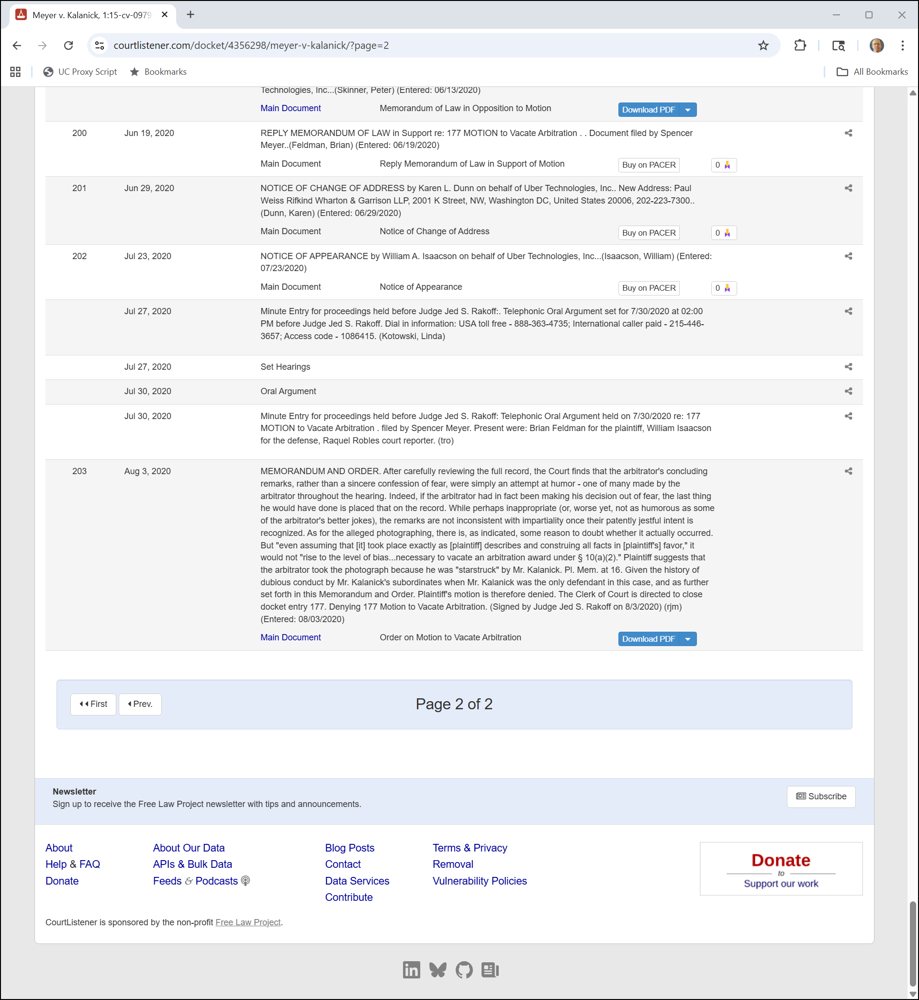 Meyer v. Kalanick, 1:15-cv-0979
courtlistener.com/docket/4356298/meyer-v-kalanick/?page=2
UC Proxy Script
Bookmarks
All Bookmarks
Technologies, Inc...(Skinner, Peter) (Entered: 06/13/2020)
Main Document Memorandum of Law in Opposition to Motion Download PDF
200 Jun 19, 2020 REPLY MEMORANDUM OF LAW in Support re: 177 MOTION to Vacate Arbitration . . Document filed by Spencer
Meyer..(Feldman, Brian) (Entered: 06/19/2020)
Main Document Reply Memorandum of Law in Support of Motion Buy on PACER 0
201 Jun 29, 2020 NOTICE OF CHANGE OF ADDRESS by Karen L. Dunn on behalf of Uber Technologies, Inc.. New Address: Paul
Weiss Rifkind Wharton & Garrison LLP, 2001 K Street, NW, Washington DC, United States 20006, 202-223-7300..
(Dunn, Karen) (Entered: 06/29/2020)
Main Document Notice of Change of Address Buy on PACER 0
202 Jul 23, 2020 NOTICE OF APPEARANCE by William A. Isaacson on behalf of Uber Technologies, Inc...(Isaacson, William) (Entered:
07/23/2020)
Main Document Notice of Appearance Buy on PACER 0
Jul 27, 2020 Minute Entry for proceedings held before Judge Jed S. Rakoff:. Telephonic Oral Argument set for 7/30/2020 at 02:00
PM before Judge Jed S. Rakoff. Dial in information: USA toll free - 888-363-4735; International caller paid - 215-446-
3657; Access code - 1086415. (Kotowski, Linda)
Jul 27, 2020 Set Hearings
Jul 30, 2020 Oral Argument
Jul 30, 2020 Minute Entry for proceedings held before Judge Jed S. Rakoff: Telephonic Oral Argument held on 7/30/2020 re: 177
MOTION to Vacate Arbitration . filed by Spencer Meyer. Present were: Brian Feldman for the plaintiff, William Isaacson
for the defense, Raquel Robles court reporter. (tro)
203 Aug 3, 2020 MEMORANDUM AND ORDER. After carefully reviewing the full record, the Court finds that the arbitrator's concluding
remarks, rather than a sincere confession of fear, were simply an attempt at humor - one of many made by the
arbitrator throughout the hearing. Indeed, if the arbitrator had in fact been making his decision out of fear, the last thing
he would have done is placed that on the record. While perhaps inappropriate (or, worse yet, not as humorous as some
of the arbitrator's better jokes), the remarks are not inconsistent with impartiality once their patently jestful intent is
recognized. As for the alleged photographing, there is, as indicated, some reason to doubt whether it actually occurred.
But "even assuming that [it] took place exactly as [plaintiff] describes and construing all facts in [plaintiff's] favor," it
would not "rise to the level of bias...necessary to vacate an arbitration award under § 10(a)(2)." Plaintiff suggests that
the arbitrator took the photograph because he was "starstruck" by Mr. Kalanick. Pl. Mem. at 16. Given the history of
dubious conduct by Mr. Kalanick's subordinates when Mr. Kalanick was the only defendant in this case, and as further
set forth in this Memorandum and Order. Plaintiff's motion is therefore denied. The Clerk of Court is directed to close
docket entry 177. Denying 177 Motion to Vacate Arbitration. (Signed by Judge Jed S. Rakoff on 8/3/2020) (rjm)
(Entered: 08/03/2020)
Main Document Order on Motion to Vacate Arbitration Download PDF
First Prev. Page 2 of 2
Newsletter
Sign up to receive the Free Law Project newsletter with tips and announcements.
Subscribe
About
Help & FAQ
Donate
About Our Data
APIs & Bulk Data
Feeds & Podcasts
Blog Posts
Contact
Data Services
Contribute
Terms & Privacy
Removal
Vulnerability Policies
Donate
to
Support our work
CourtListener is sponsored by the non-profit Free Law Project.
in